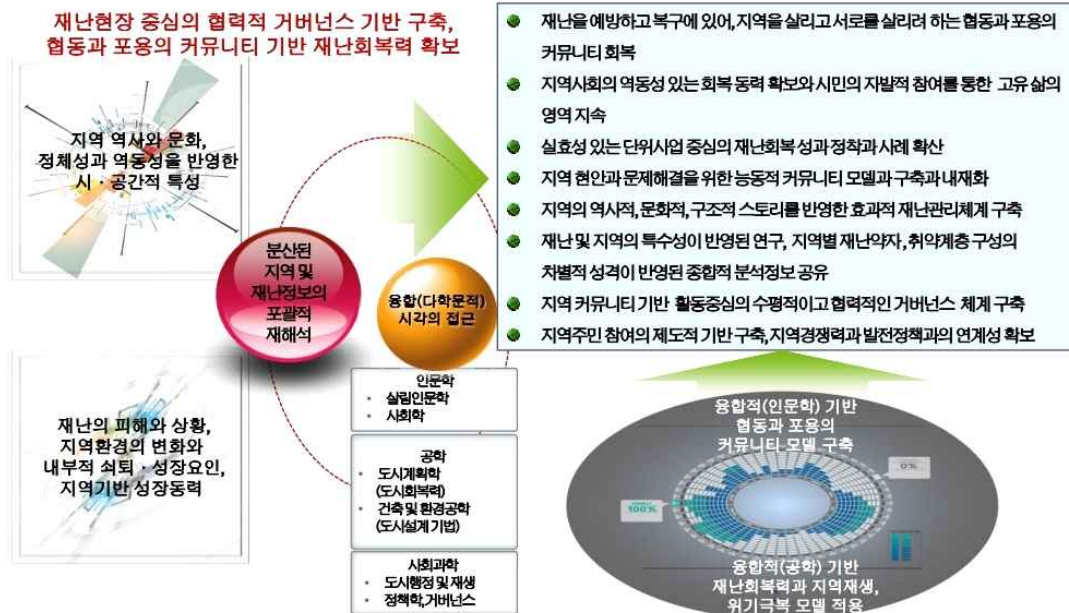 재난현장 중심의 협력적 거버넌스 기반 구축,
협동과 포용의 커뮤니티 기반 재난회복력 확보
지역 역사와 문화,
정체성과 역동성을 반영한
시 · 공간적 특성
재난의 피해와 상황,
지역환경의 변화와
내부적 쇠퇴 · 성장요인,
지역기반 성장동력
분산된
지역 및
재난정보의
포괄적
재해석
융합(다학문적)
시각의 접근
인문학
• 살림인문학
• 사회학
공학
• 도시계획학
(도시회복력)
• 건축 및 환경공학
(도시설계 기법)
사회과학
• 도시행정 및 재생
• 정책학,거버넌스
재난을 예방하고 복구에 있어, 지역을 살리고 서로를 살리려 하는 협동과 포용의
커뮤니티 회복
지역사회의 역동성 있는 회복 동력 확보와 시민의 자발적 참여를 통한 고유 삶의
영역 지속
실효성 있는 단위사업 중심의 재난회복 성과 정착과 사례 확산
지역 현안과 문제해결을 위한 능동적 커뮤니티 모델과 구축과 내재화
지역의 역사적, 문화적, 구조적 스토리를 반영한 효과적 재난관리체계 구축
재난 및 지역의 특수성이 반영된 연구, 지역별 재난약자, 취약계층 구성의
차별적 성격이 반영된 종합적 분석정보 공유
지역 커뮤니티 기반 활동중심의 수평적이고 협력적인 거버넌스 체계 구축
지역주민 참여의 제도적 기반 구축, 지역경쟁력과 발전정책과의 연계성 확보
융합적(인문학) 기반
협동과 포용의
커뮤니티 모델 구축
0%
100%
융합적(공학) 기반
재난회복력과 지역재생,
위기극복 모델 적용